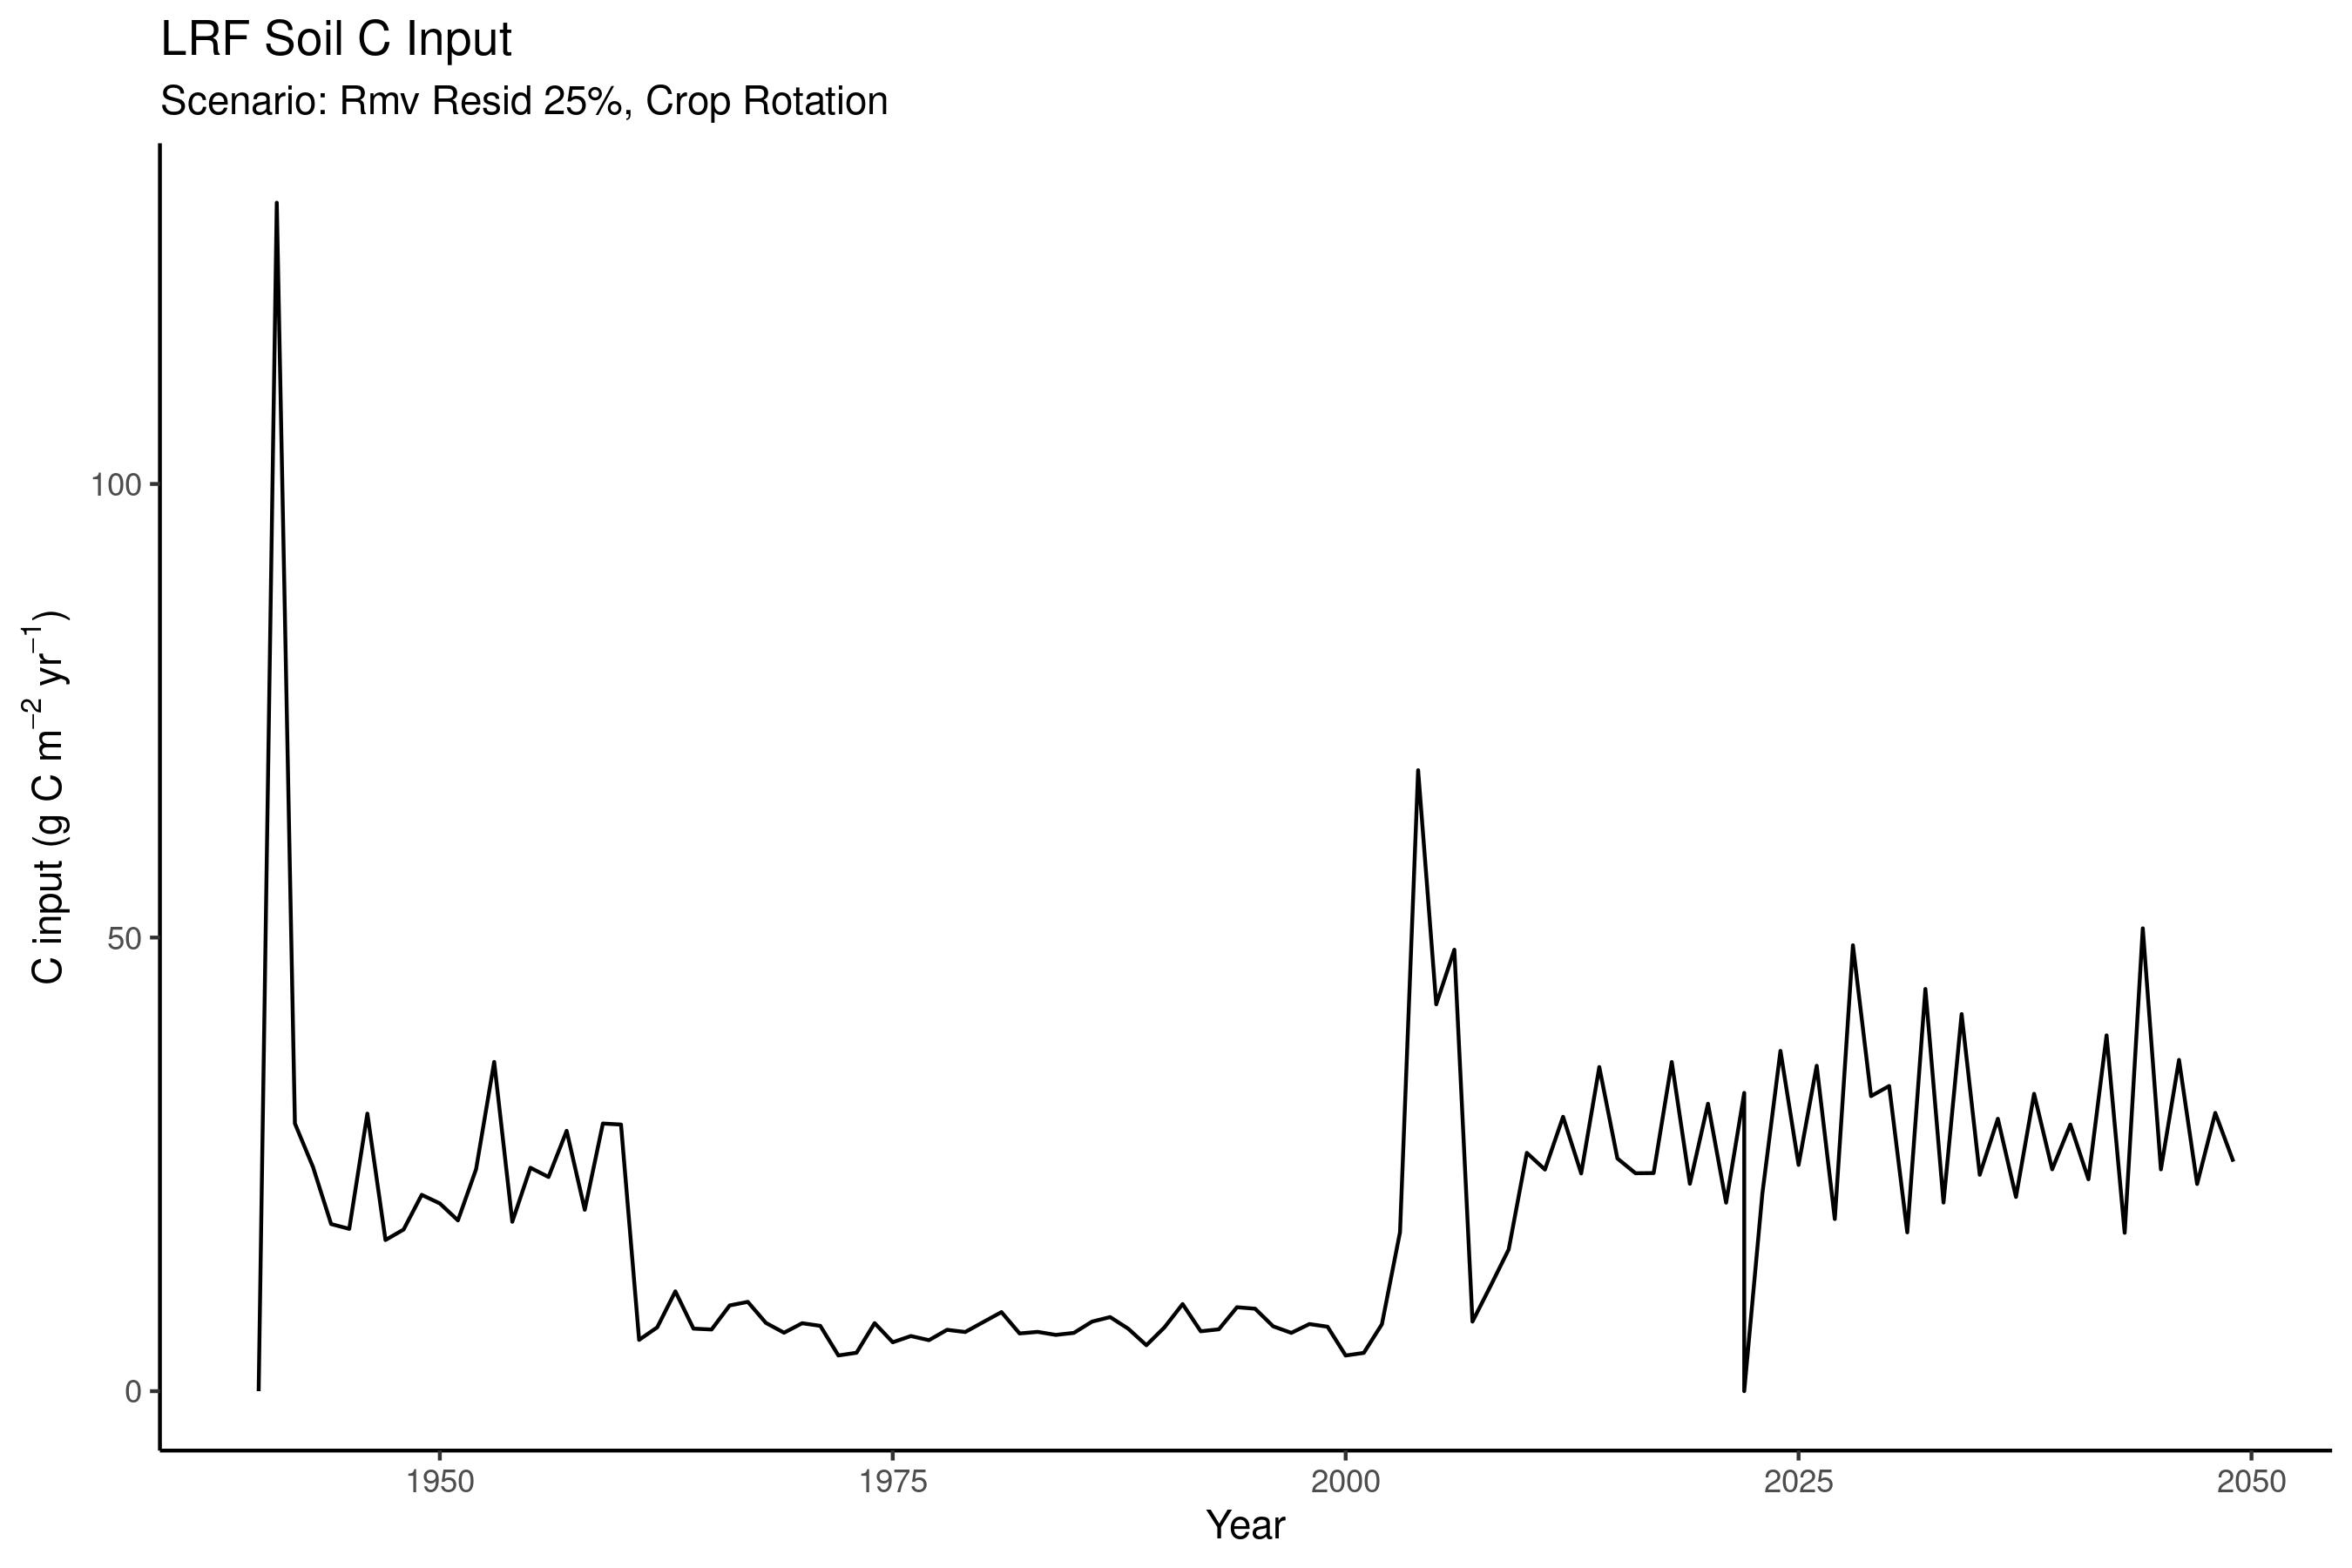 LRF Soil C Input
Scenario: Rmv Resid 25%, Crop Rotation
C input (g C m⁻² yr⁻¹)
100
50
0
1950 1975 2000 2025 2050
Year